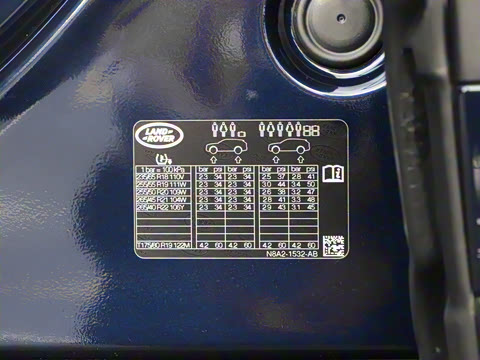 LAND-
ROVER
1 bar = 100 kPa bar psi bar psi bar psi bar psi
235/65 R18 110V 2.3 34 2.3 34 2.5 37 2.8 41
255/55 R19 111W 2.3 34 2.3 34 3.0 44 3.4 50
255/50 R20 109W 2.3 34 2.3 34 2.6 38 3.2 47
265/45 R21 104W 2.3 34 2.3 34 2.8 41 3.3 48
265/40 R22 106Y 2.3 34 2.3 34 2.9 43 3.1 45
T175/80 R19 122M 4.2 60 4.2 60 4.2 60 4.2 60
N8A2-1532-AB